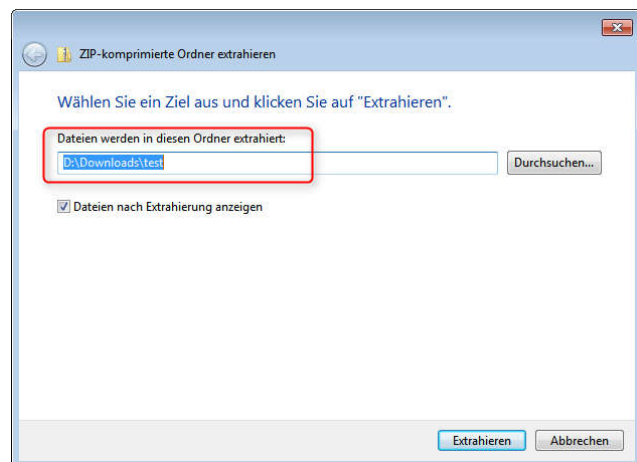 ZIP-komprimierte Ordner extrahieren
Wählen Sie ein Ziel aus und klicken Sie auf "Extrahieren".
Dateien werden in diesen Ordner extrahiert:
D:\Downloads\test
Durchsuchen...
Dateien nach Extrahierung anzeigen
Extrahieren
Abbrechen